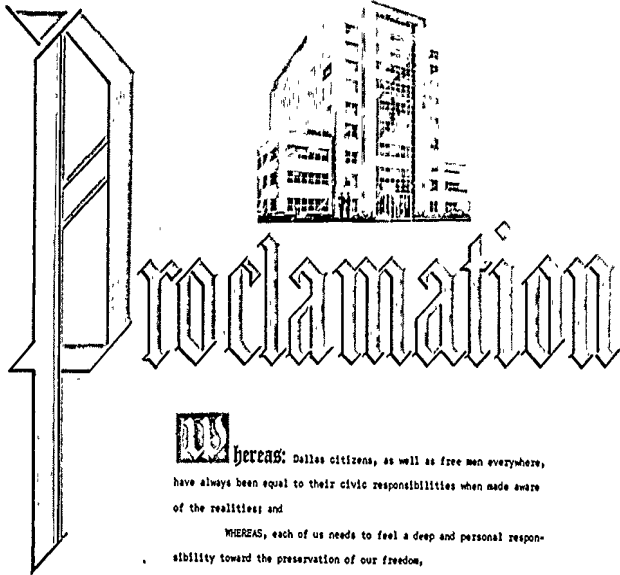 Proclamation
Whereas: Dallas citizens, as well as free men everywhere,
have always been equal to their civic responsibilities when made aware
of the realities; and
WHEREAS, each of us needs to feel a deep and personal respon-
sibility toward the preservation of our freedom,